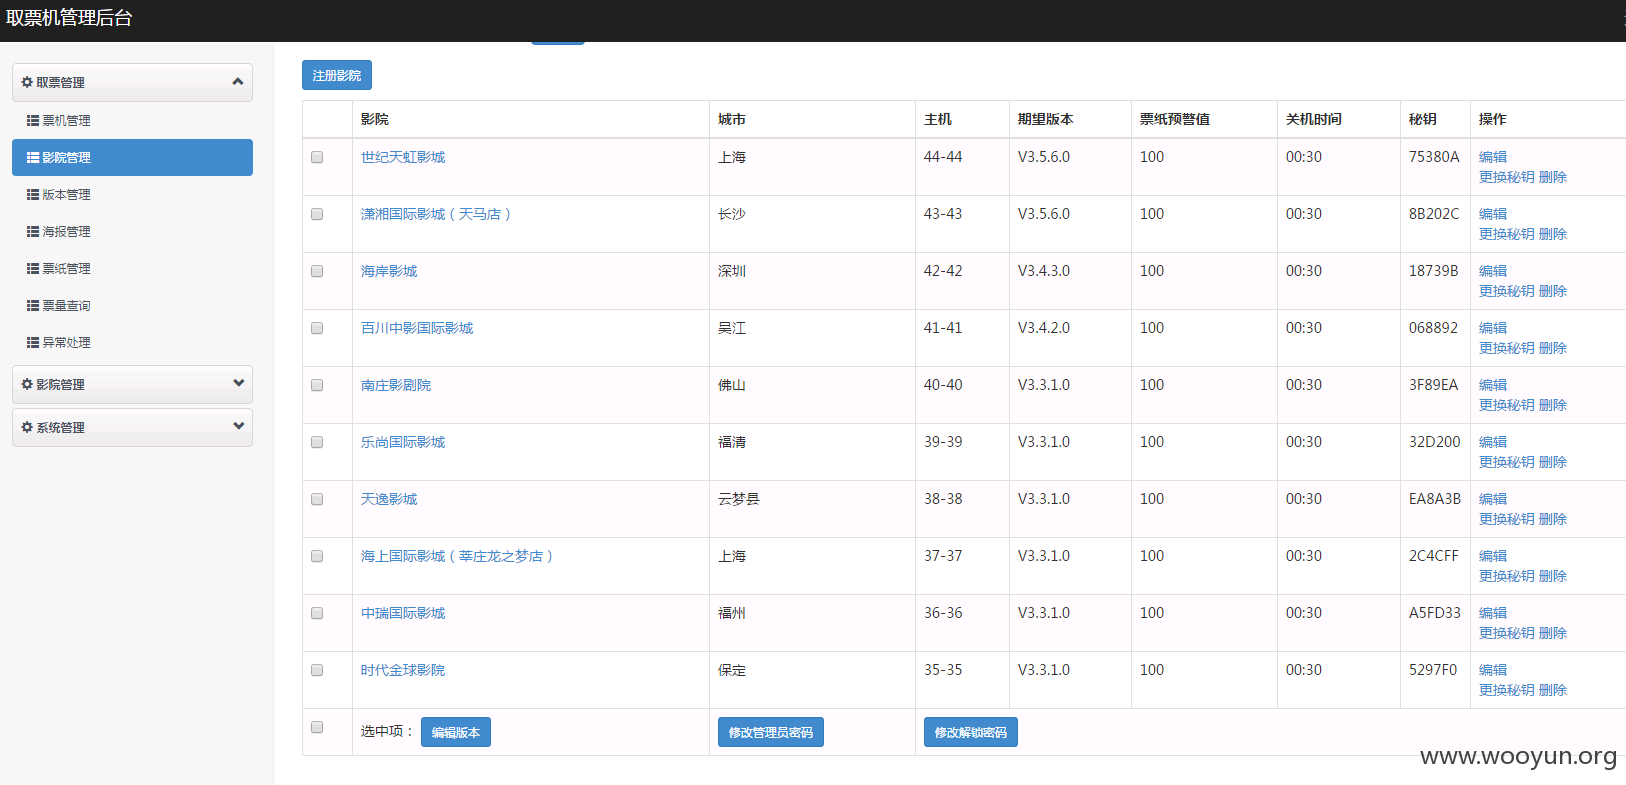 取票机管理后台
取票管理
票机管理
影院管理
版本管理
海报管理
票纸管理
票量查询
异常处理
影院管理
系统管理
注册影院
影院 城市 主机 期望版本 票纸预警值 关机时间 秘钥 操作
世纪天虹影城 上海 44-44 V3.5.6.0 100 00:30 75380A 编辑
更换秘钥 删除
潇湘国际影城（天马店） 长沙 43-43 V3.5.6.0 100 00:30 8B202C 编辑
更换秘钥 删除
海岸影城 深圳 42-42 V3.4.3.0 100 00:30 18739B 编辑
更换秘钥 删除
百川中影国际影城 吴江 41-41 V3.4.2.0 100 00:30 068892 编辑
更换秘钥 删除
南庄影剧院 佛山 40-40 V3.3.1.0 100 00:30 3F89EA 编辑
更换秘钥 删除
乐尚国际影城 福清 39-39 V3.3.1.0 100 00:30 32D200 编辑
更换秘钥 删除
天逸影城 云梦县 38-38 V3.3.1.0 100 00:30 EA8A3B 编辑
更换秘钥 删除
海上国际影城（莘庄龙之梦店） 上海 37-37 V3.3.1.0 100 00:30 2C4CFF 编辑
更换秘钥 删除
中瑞国际影城 福州 36-36 V3.3.1.0 100 00:30 A5FD33 编辑
更换秘钥 删除
时代全球影院 保定 35-35 V3.3.1.0 100 00:30 5297F0 编辑
更换秘钥 删除
选中项： 编辑版本 修改管理员密码 修改解锁密码
www.wooyun.org